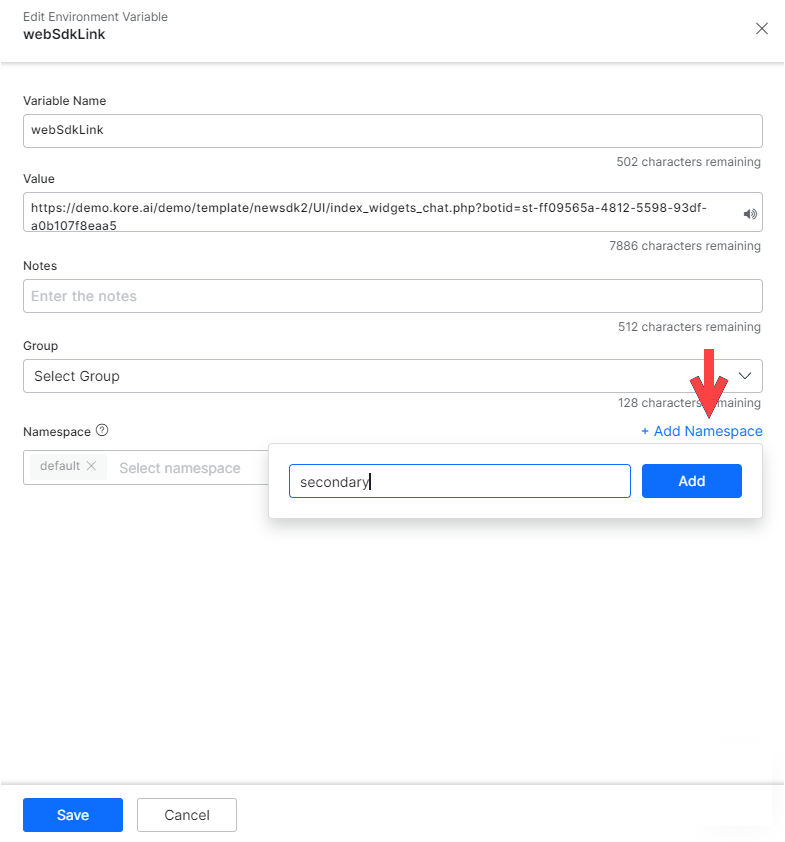 Edit Environment Variable
webSdkLink
Variable Name
webSdkLink
502 characters remaining
Value
https://demo.kore.ai/demo/template/newsdk2/UI/index_widgets_chat.php?botid=st-ff09565a-4812-5598-93df-
a0b107f8eaa5
7886 characters remaining
Notes
Enter the notes
512 characters remaining
Group
Select Group
128 characters remaining
Namespace
+ Add Namespace
default Select namespace
secondary Add
Save Cancel